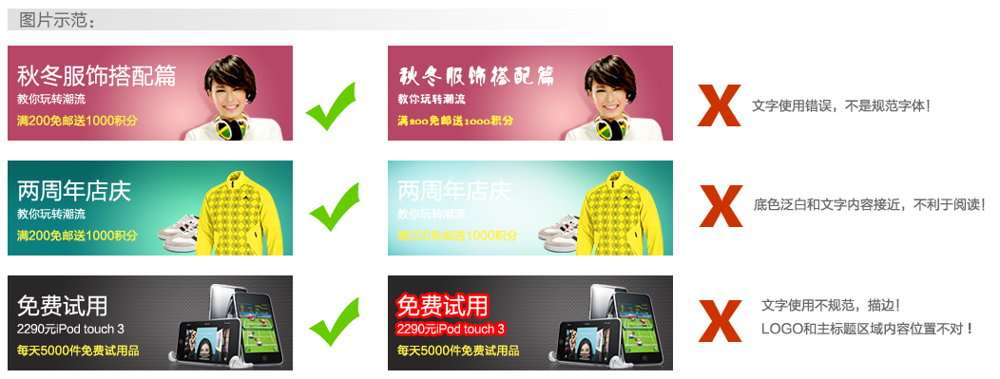 图片示范：
秋冬服饰搭配篇
教你玩转潮流
满200免邮送1000积分
秋冬服饰搭配篇
教你玩转潮流
满200免邮送1000积分
X 文字使用错误，不是规范字体！
两周年店庆
教你玩转潮流
满200免邮送1000积分
两周年店庆
教你玩转潮流
满200免邮送1000积分
X 底色泛白和文字内容接近，不利于阅读！
免费试用
2290元iPod touch 3
每天5000件免费试用品
免费试用
2290元iPod touch 3
每天5000件免费试用品
X 文字使用不规范，描边！
LOGO和主标题区域内容位置不对！